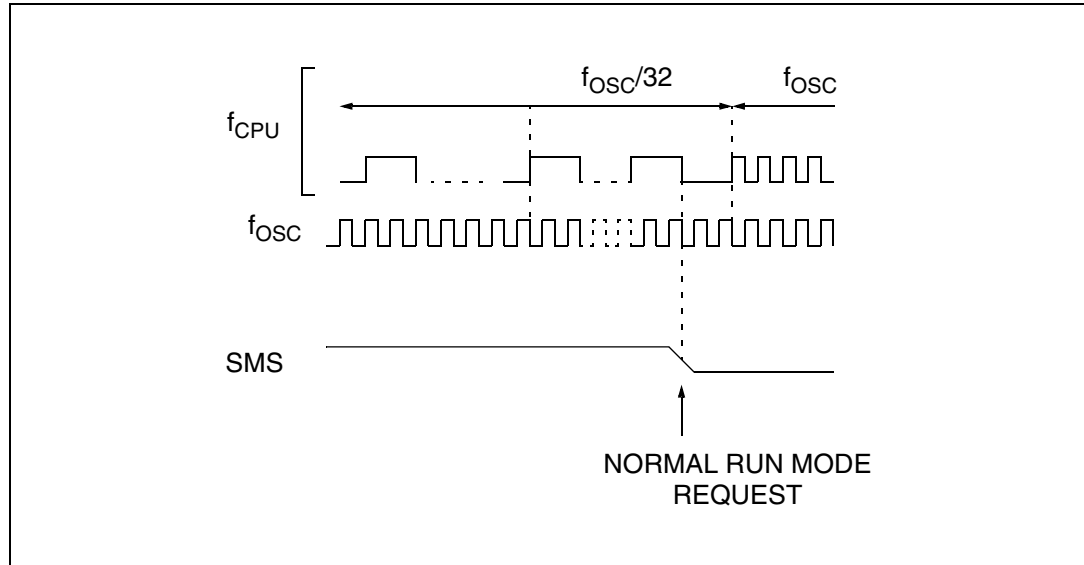 fOSC/32
fOSC
fCPU
fOSC
SMS
NORMAL RUN MODE
REQUEST